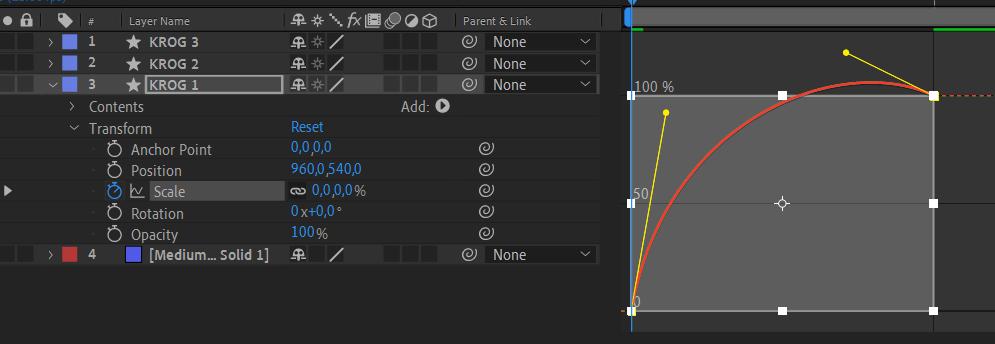 # Layer Name fx Parent & Link
1 KROG 3 None
2 KROG 2 None
3 KROG 1 None
Contents Add:
Transform Reset
Anchor Point 0,0,0,0
Position 960,0,540,0
Scale 0,0,0,0%
Rotation 0x+0,0°
Opacity 100%
4 [Medium... Solid 1] None
100 %
50
0